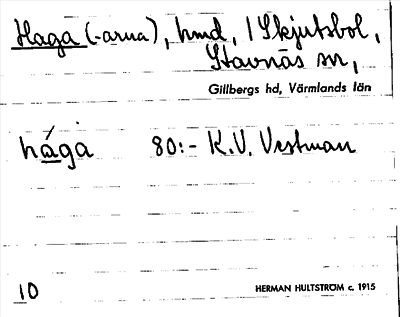 Haga (-arna), hmd, 1 Skjutsbol,
Stavnäs sn,
Gillbergs hd, Värmlands län
hága 80:- K.V. Vestman
10 HERMAN HULTSTRÖM c. 1915